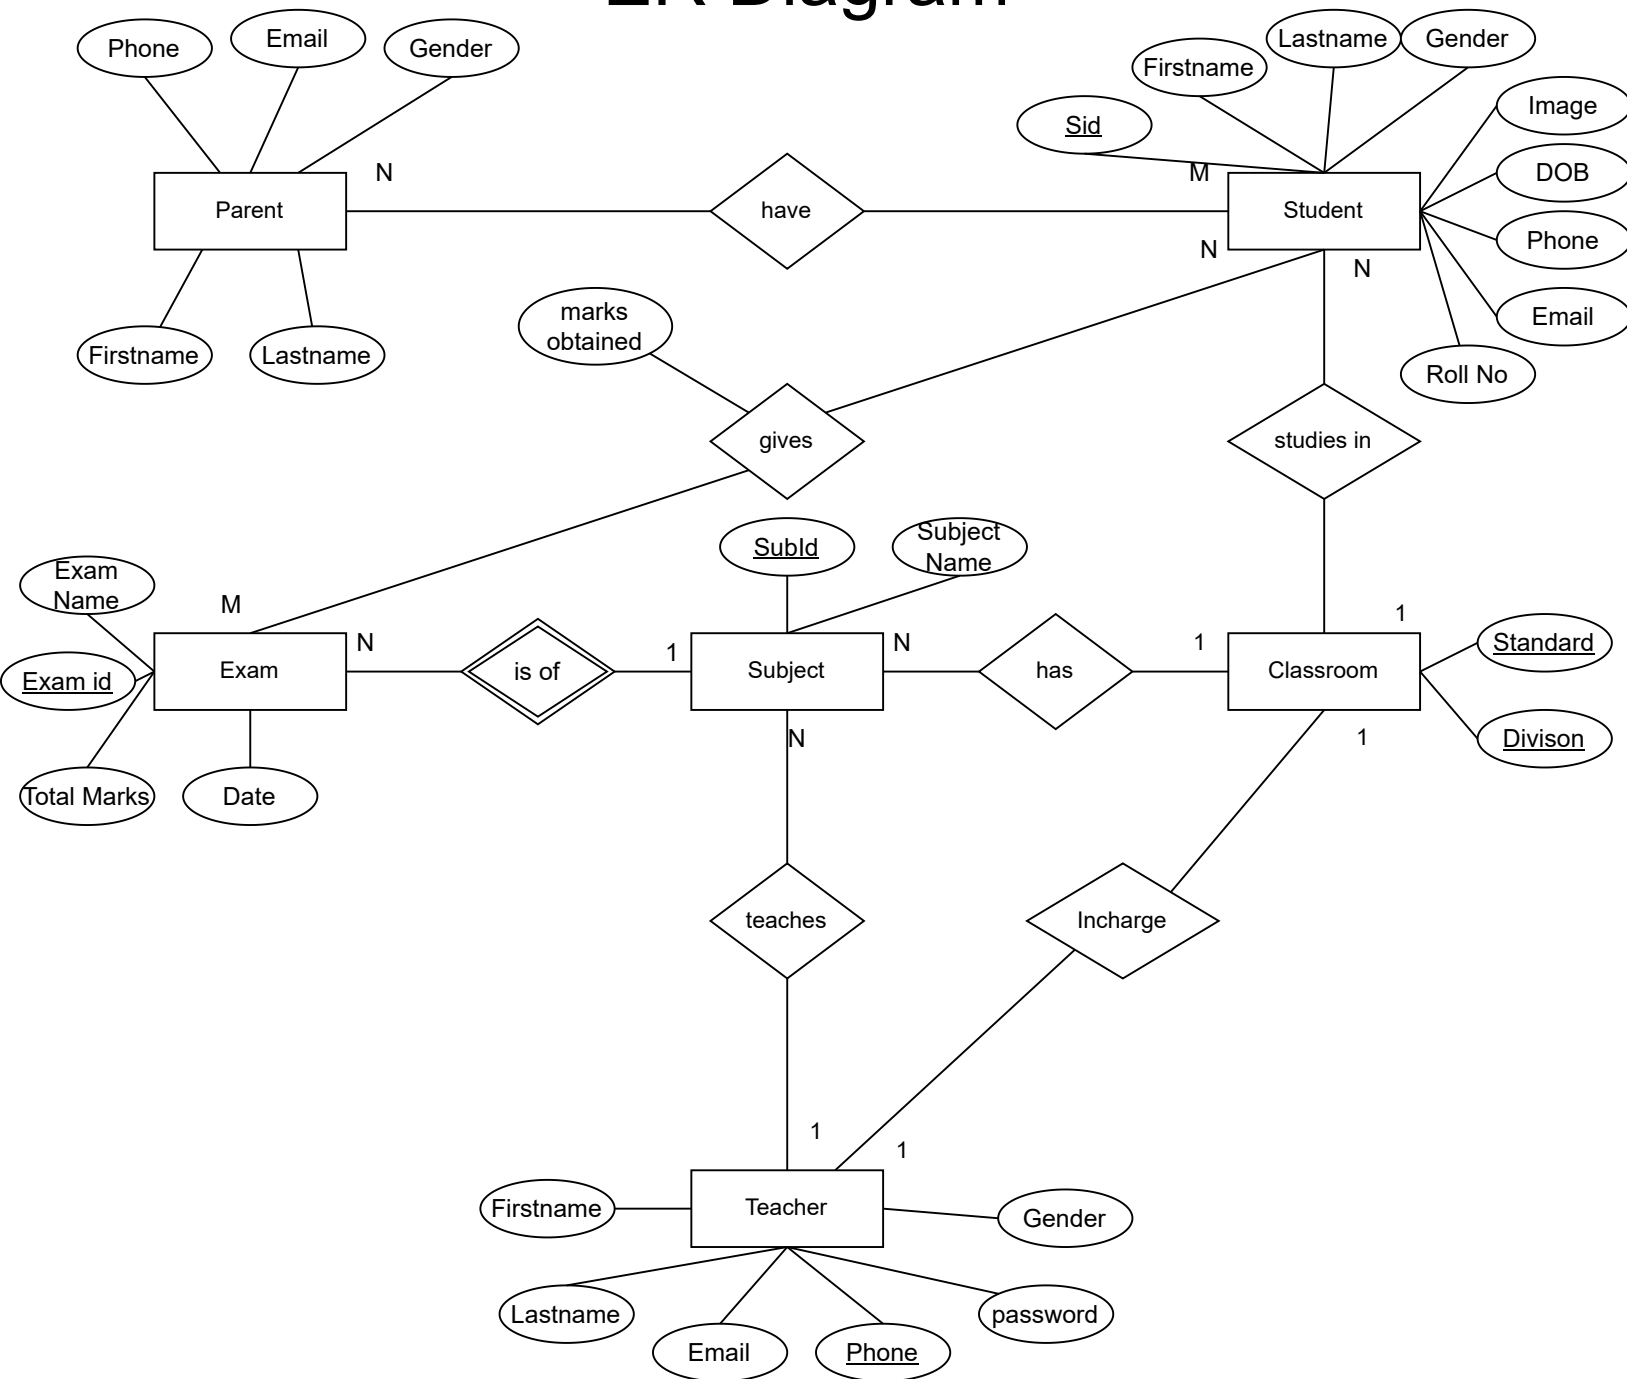 ER Diagram
Phone
Email
Gender
Firstname
Lastname
Gender
Sid
Image
DOB
Phone
Email
Roll No
N
M
Parent
have
Student
N
N
Firstname
Lastname
marks
obtained
gives
studies in
SubId
Subject
Name
Exam
Name
M
N
1
N
1
1
Exam id
Exam
is of
Subject
has
Classroom
Standard
Divison
N
1
Total Marks
Date
teaches
Incharge
1
1
Firstname
Teacher
Gender
Lastname
Email
Phone
password